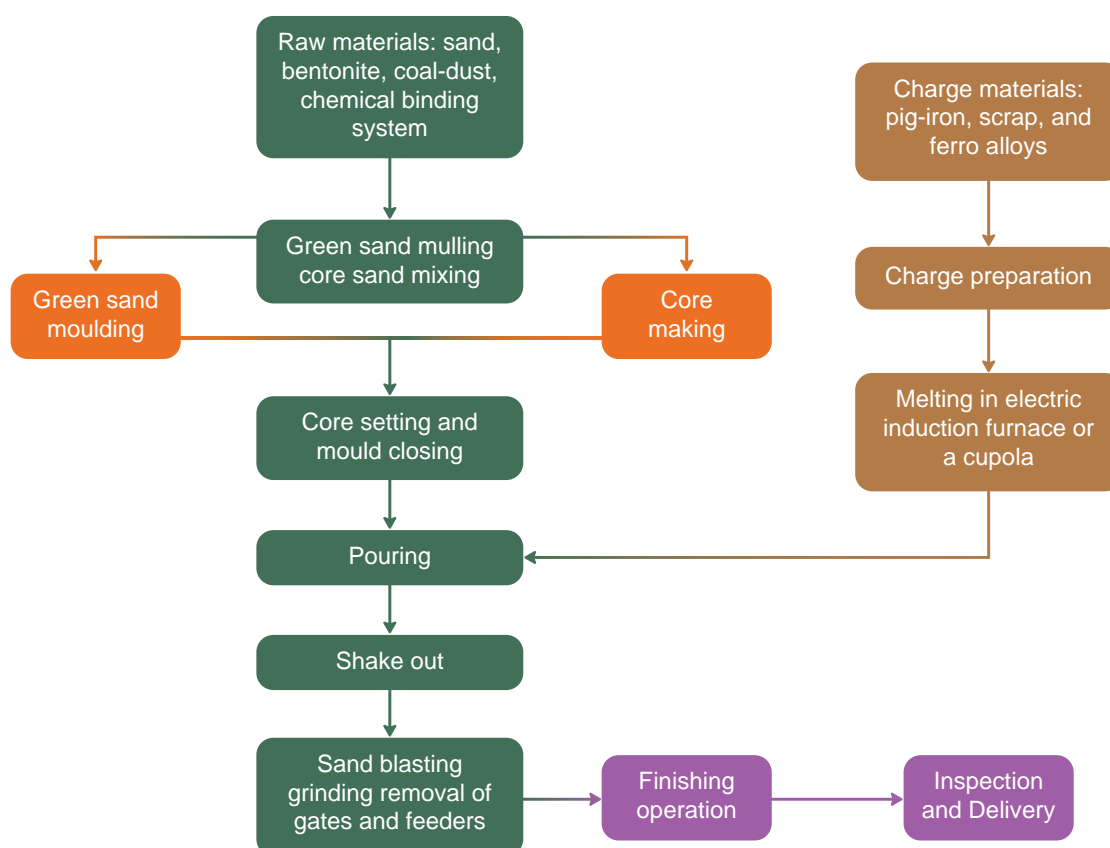 Raw materials: sand,
bentonite, coal-dust,
chemical binding
system
Charge materials:
pig-iron, scrap, and
ferro alloys
Green sand mulling
core sand mixing
Green sand
moulding
Core
making
Charge preparation
Core setting and
mould closing
Melting in electric
induction furnace or
a cupola
Pouring
Shake out
Sand blasting
grinding removal of
gates and feeders
Finishing
operation
Inspection
and Delivery